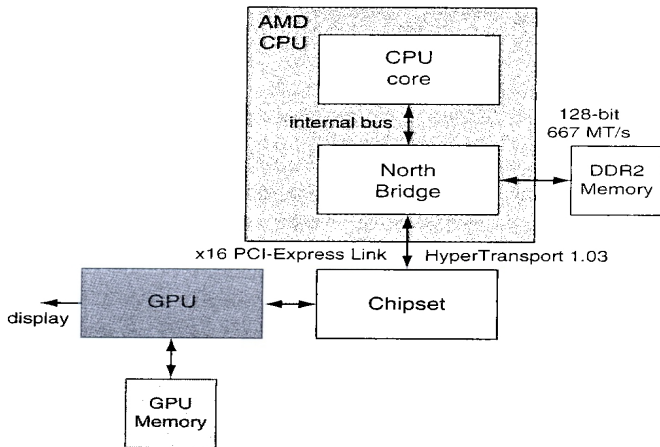 AMD
CPU
CPU
core
internal bus
128-bit
667 MT/s
North
Bridge
DDR2
Memory
x16 PCI-Express Link
HyperTransport 1.03
GPU
Chipset
display
GPU
Memory